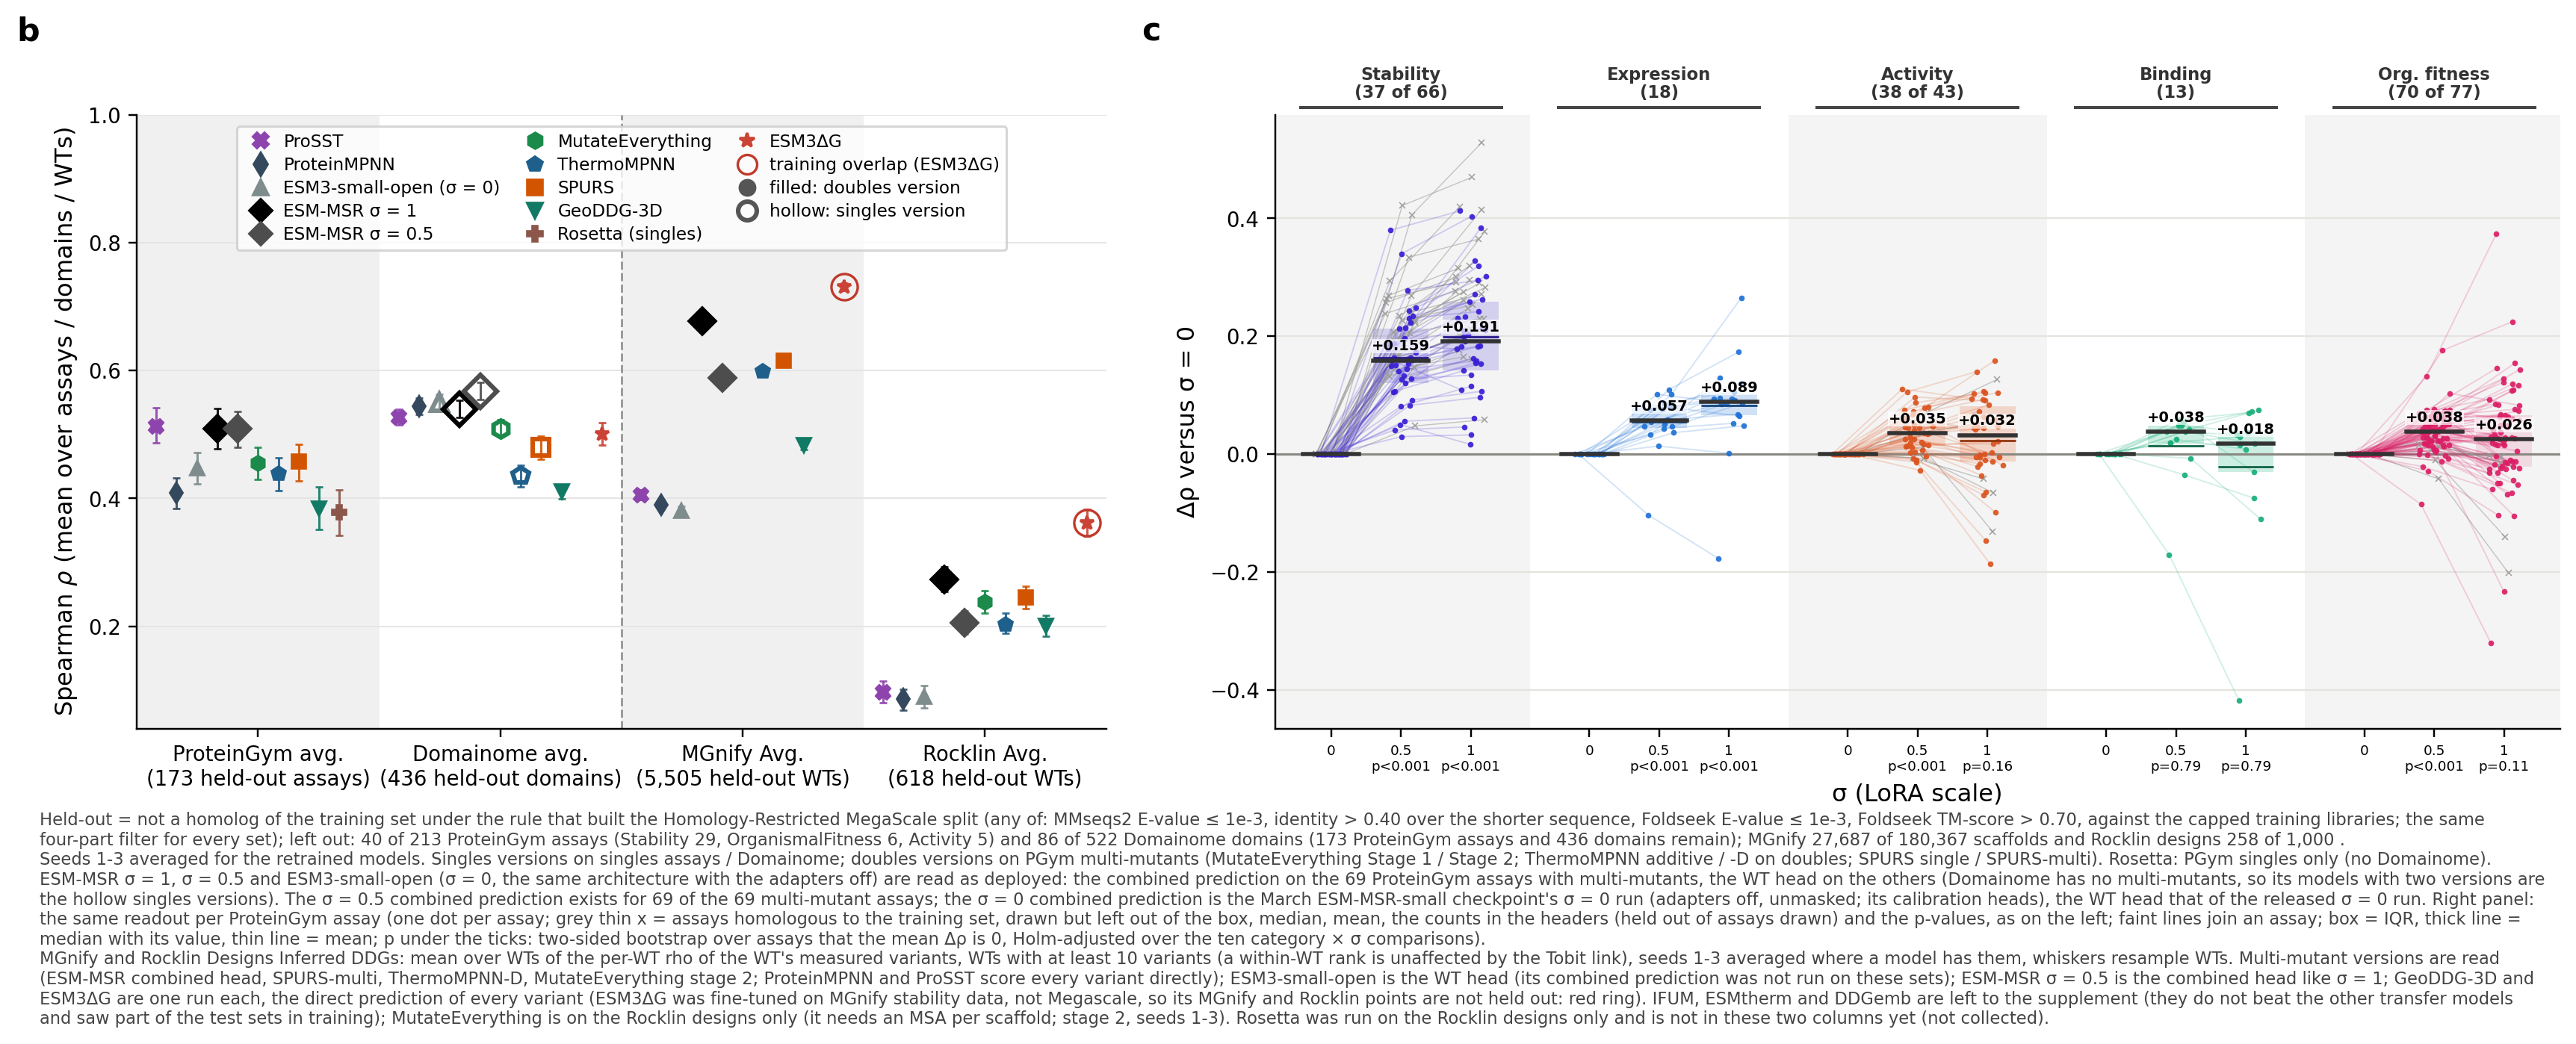 b
Spearman ρ (mean over assays / domains / WTs)
1.0
0.8
0.6
0.4
0.2
ProSST
ProteinMPNN
ESM3-small-open (σ = 0)
ESM-MSR σ = 1
ESM-MSR σ = 0.5
MutateEverything
ThermoMPNN
SPURS
GeoDDG-3D
Rosetta (singles)
ESM3ΔG
training overlap (ESM3ΔG)
filled: doubles version
hollow: singles version
ProteinGym avg.
(173 held-out assays)
Domainome avg.
(436 held-out domains)
MGnify Avg.
(5,505 held-out WTs)
Rocklin Avg.
(618 held-out WTs)
c
Stability
(37 of 66)
Expression
(18)
Activity
(38 of 43)
Binding
(13)
Org. fitness
(70 of 77)
Δρ versus σ = 0
0.4
0.2
0.0
−0.2
−0.4
+0.159
+0.191
+0.057
+0.089
+0.035
+0.032
+0.038
+0.018
+0.038
+0.026
0 0.5 1
p<0.001 p<0.001
0 0.5 1
p<0.001 p<0.001
0 0.5 1
p<0.001 p=0.16
0 0.5 1
p=0.79 p=0.79
0 0.5 1
p<0.001 p=0.11
σ (LoRA scale)
Held-out = not a homolog of the training set under the rule that built the Homology-Restricted MegaScale split (any of: MMseqs2 E-value ≤ 1e-3, identity > 0.40 over the shorter sequence, Foldseek E-value ≤ 1e-3, Foldseek TM-score > 0.70, against the capped training libraries; the same
four-part filter for every set); left out: 40 of 213 ProteinGym assays (Stability 29, OrganismalFitness 6, Activity 5) and 86 of 522 Domainome domains (173 ProteinGym assays and 436 domains remain); MGnify 27,687 of 180,367 scaffolds and Rocklin designs 258 of 1,000 .
Seeds 1-3 averaged for the retrained models. Singles versions on singles assays / Domainome; doubles versions on PGym multi-mutants (MutateEverything Stage 1 / Stage 2; ThermoMPNN additive / -D on doubles; SPURS single / SPURS-multi). Rosetta: PGym singles only (no Domainome).
ESM-MSR σ = 1, σ = 0.5 and ESM3-small-open (σ = 0, the same architecture with the adapters off) are read as deployed: the combined prediction on the 69 ProteinGym assays with multi-mutants, the WT head on the others (Domainome has no multi-mutants, so its models with two versions are
the hollow singles versions). The σ = 0.5 combined prediction exists for 69 of the 69 multi-mutant assays; the σ = 0 combined prediction is the March ESM-MSR-small checkpoint's σ = 0 run (adapters off, unmasked; its calibration heads), the WT head that of the released σ = 0 run. Right panel:
the same readout per ProteinGym assay (one dot per assay; grey thin x = assays homologous to the training set, drawn but left out of the box, median, mean, the counts in the headers (held out of assays drawn) and the p-values, as on the left; faint lines join an assay; box = IQR, thick line =
median with its value, thin line = mean; p under the ticks: two-sided bootstrap over assays that the mean Δρ is 0, Holm-adjusted over the ten category × σ comparisons).
MGnify and Rocklin Designs Inferred DDGs: mean over WTs of the per-WT rho of the WT's measured variants, WTs with at least 10 variants (a within-WT rank is unaffected by the Tobit link), seeds 1-3 averaged where a model has them, whiskers resample WTs. Multi-mutant versions are read
(ESM-MSR combined head, SPURS-multi, ThermoMPNN-D, MutateEverything stage 2; ProteinMPNN and ProSST score every variant directly); ESM3-small-open is the WT head (its combined prediction was not run on these sets); ESM-MSR σ = 0.5 is the combined head like σ = 1; GeoDDG-3D and
ESM3ΔG are one run each, the direct prediction of every variant (ESM3ΔG was fine-tuned on MGnify stability data, not Megascale, so its MGnify and Rocklin points are not held out: red ring). IFUM, ESMtherm and DDGemb are left to the supplement (they do not beat the other transfer models
and saw part of the test sets in training); MutateEverything is on the Rocklin designs only (it needs an MSA per scaffold; stage 2, seeds 1-3). Rosetta was run on the Rocklin designs only and is not in these two columns yet (not collected).